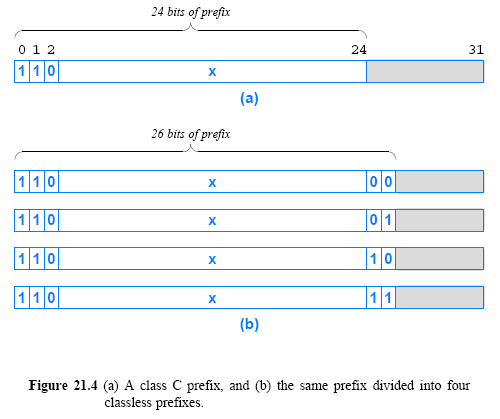 24 bits of prefix
0 1 2 24 31
1 1 0 x
(a)
26 bits of prefix
1 1 0 x 0 0
1 1 0 x 0 1
1 1 0 x 1 0
1 1 0 x 1 1
(b)
Figure 21.4 (a) A class C prefix, and (b) the same prefix divided into four
classless prefixes.